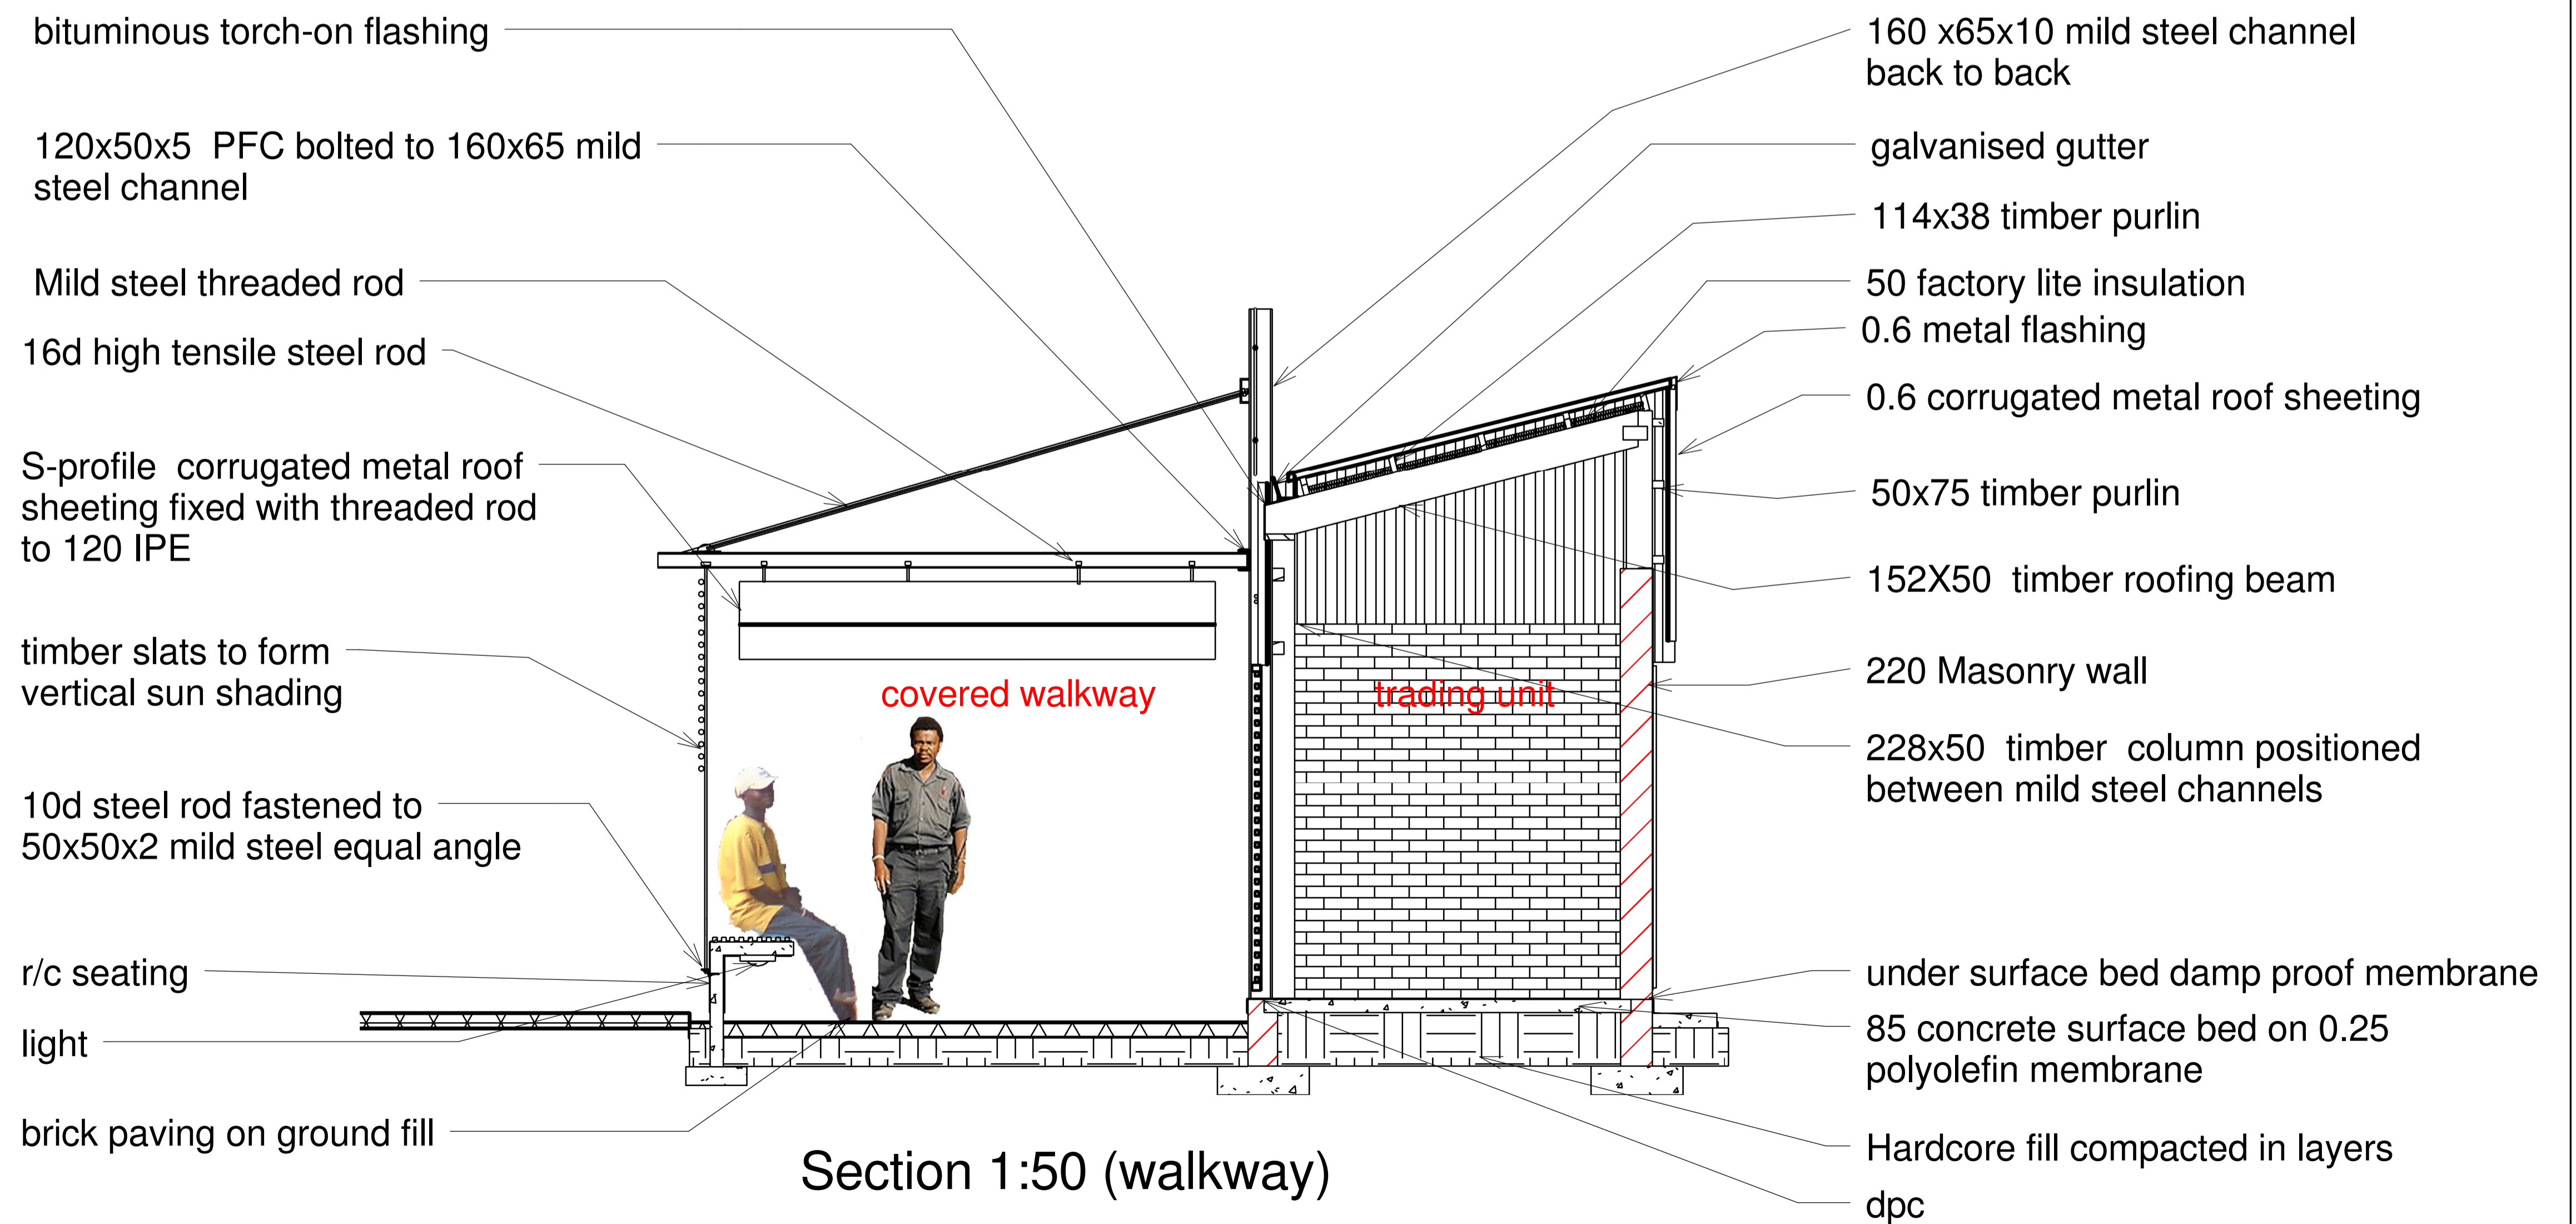 bituminous torch-on flashing
120x50x5 PFC bolted to 160x65 mild
steel channel
Mild steel threaded rod
16d high tensile steel rod
S-profile corrugated metal roof
sheeting fixed with threaded rod
to 120 IPE
timber slats to form
vertical sun shading
10d steel rod fastened to
50x50x2 mild steel equal angle
r/c seating
light
brick paving on ground fill
covered walkway
trading unit
160 x65x10 mild steel channel
back to back
galvanised gutter
114x38 timber purlin
50 factory lite insulation
0.6 metal flashing
0.6 corrugated metal roof sheeting
50x75 timber purlin
152X50 timber roofing beam
220 Masonry wall
228x50 timber column positioned
between mild steel channels
under surface bed damp proof membrane
85 concrete surface bed on 0.25
polyolefin membrane
Hardcore fill compacted in layers
dpc
Section 1:50 (walkway)